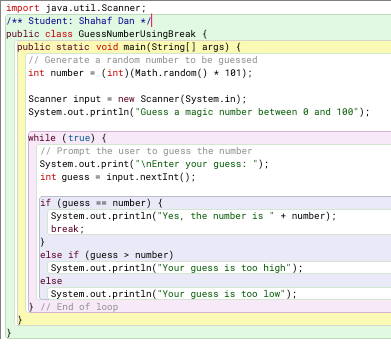 import java.util.Scanner;
/** Student: Shahaf Dan */
public class GuessNumberUsingBreak {
public static void main(String[] args) {
// Generate a random number to be guessed
int number = (int)(Math.random() * 101);
Scanner input = new Scanner(System.in);
System.out.println("Guess a magic number between 0 and 100");
while (true) {
// Prompt the user to guess the number
System.out.print("\nEnter your guess: ");
int guess = input.nextInt();
if (guess == number) {
System.out.println("Yes, the number is " + number);
break;
}
else if (guess > number)
System.out.println("Your guess is too high");
else
System.out.println("Your guess is too low");
} // End of loop
}
}